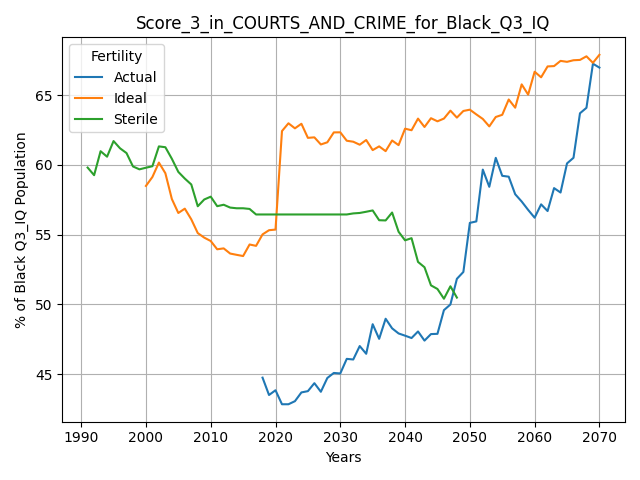 Score_3_in_COURTS_AND_CRIME_for_Black_Q3_IQ
Fertility
Actual
Ideal
Sterile
% of Black Q3_IQ Population
65
60
55
50
45
1990 2000 2010 2020 2030 2040 2050 2060 2070
Years